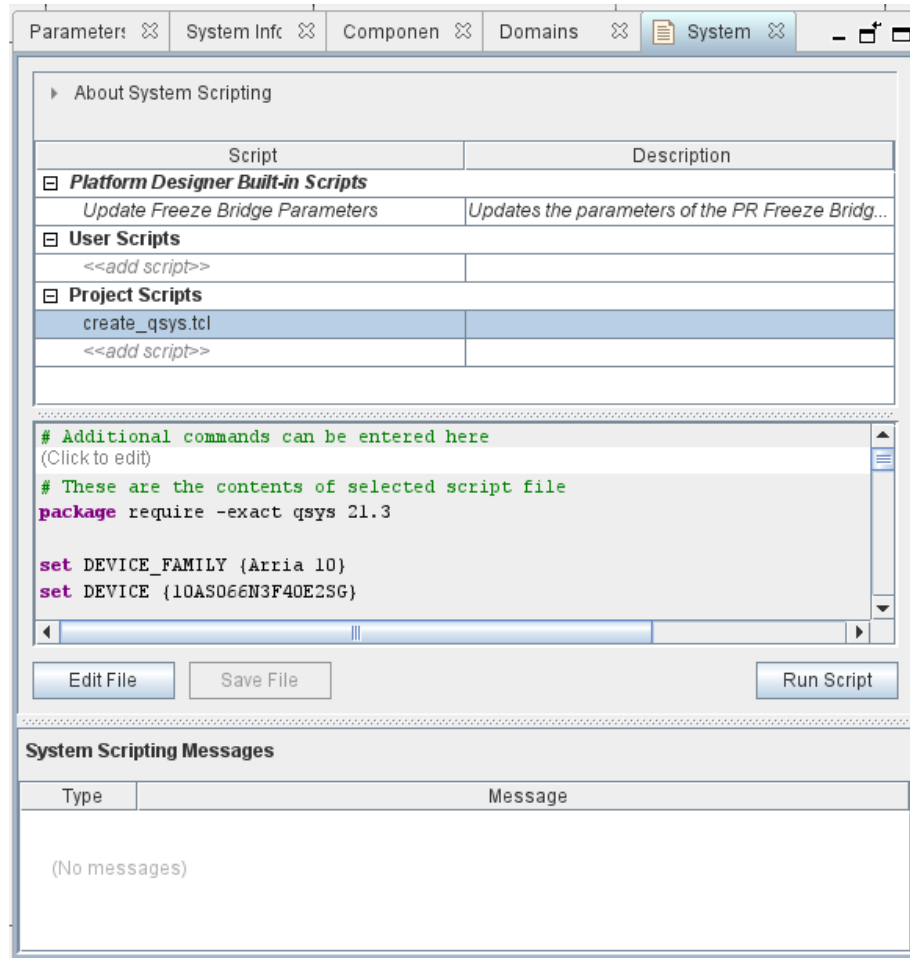 Parameters System Info Componen Domains System
About System Scripting
Script Description
Platform Designer Built-in Scripts
Update Freeze Bridge Parameters Updates the parameters of the PR Freeze Bridg...
User Scripts
<<add script>>
Project Scripts
create_qsys.tcl
<<add script>>
# Additional commands can be entered here
(Click to edit)
# These are the contents of selected script file
package require -exact qsys 21.3
set DEVICE_FAMILY {Arria 10}
set DEVICE {10AS066N3F40E2SG}
Edit File Save File Run Script
System Scripting Messages
Type Message
(No messages)